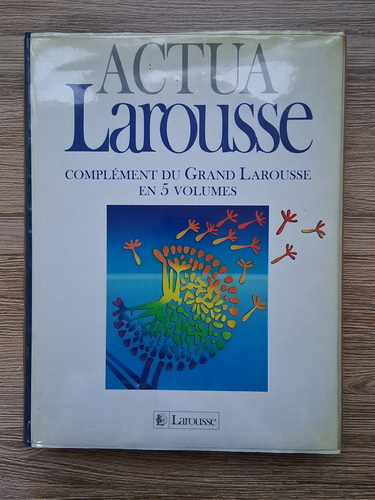 ACTUA
Larousse
COMPLÉMENT DU GRAND LAROUSSE
EN 5 VOLUMES
LAROUSSE